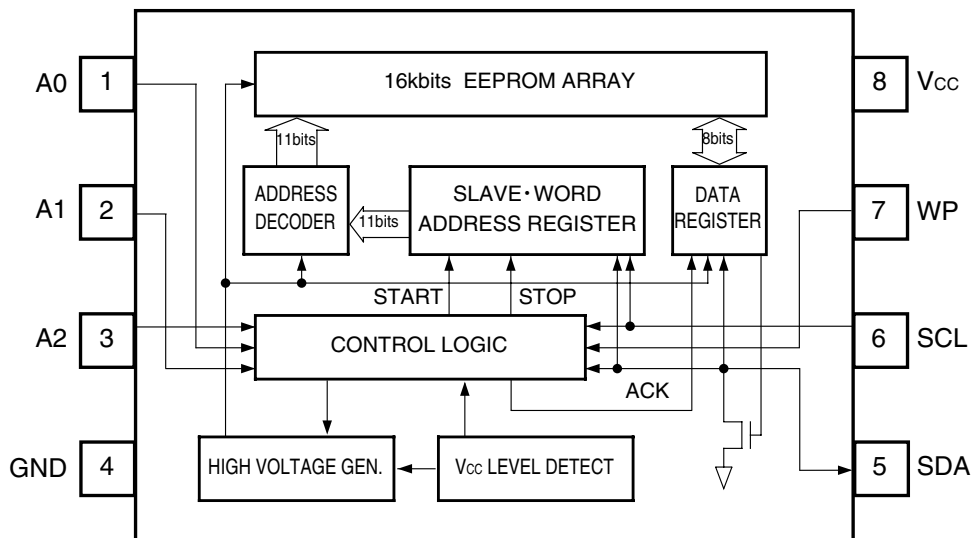 16kbits EEPROM ARRAY
A0 1
8 Vcc
11bits
8bits
ADDRESS
DECODER
11bits
SLAVE・WORD
ADDRESS REGISTER
DATA
REGISTER
A1 2
7 WP
START
STOP
A2 3
CONTROL LOGIC
6 SCL
ACK
GND 4
HIGH VOLTAGE GEN.
Vcc LEVEL DETECT
5 SDA